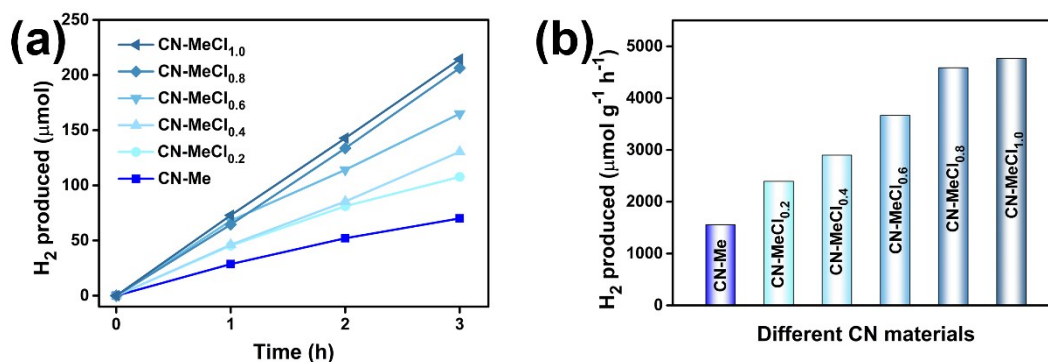 (a)
H₂ produced (μmol)
250
200
150
100
50
0
CN-MeCl₁.₀
CN-MeCl₀.₈
CN-MeCl₀.₆
CN-MeCl₀.₄
CN-MeCl₀.₂
CN-Me
0 1 2 3
Time (h)
(b)
H₂ produced (μmol g⁻¹ h⁻¹)
5000
4000
3000
2000
1000
0
CN-Me
CN-MeCl₀.₂
CN-MeCl₀.₄
CN-MeCl₀.₆
CN-MeCl₀.₈
CN-MeCl₁.₀
Different CN materials